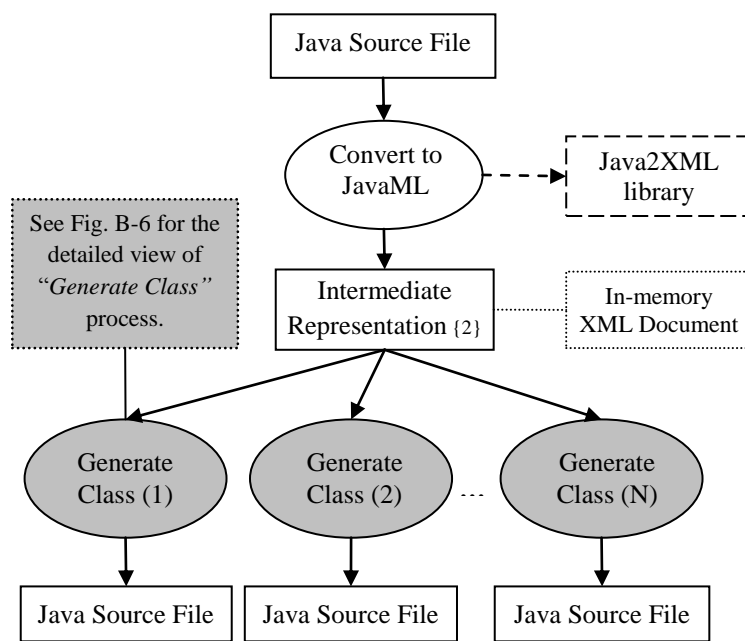 Java Source File
Convert to
JavaML
Java2XML
library
See Fig. B-6 for the
detailed view of
“Generate Class”
process.
Intermediate
Representation {2}
In-memory
XML Document
Generate
Class (1)
Generate
Class (2)
...
Generate
Class (N)
Java Source File
Java Source File
Java Source File